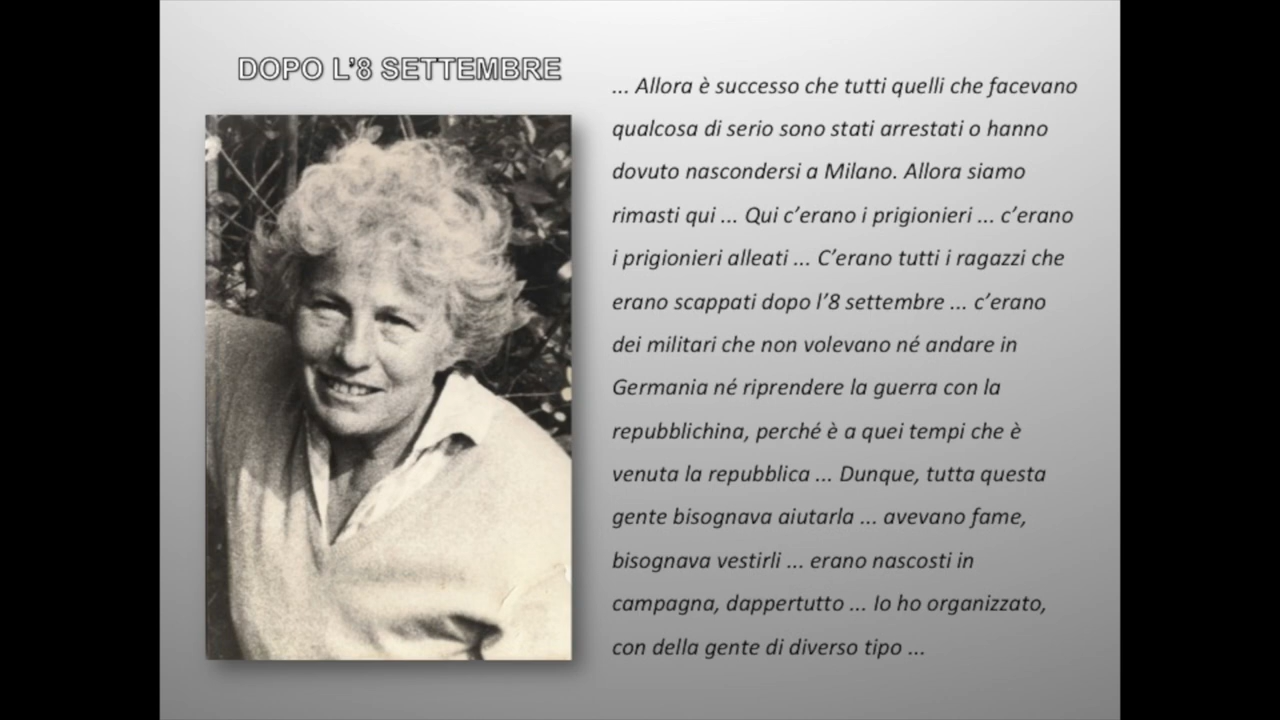 DOPO L'8 SETTEMBRE
... Allora è successo che tutti quelli che facevano
qualcosa di serio sono stati arrestati o hanno
dovuto nascondersi a Milano. Allora siamo
rimasti qui ... Qui c'erano i prigionieri ... c'erano
i prigionieri alleati ... C'erano tutti i ragazzi che
erano scappati dopo l'8 settembre ... c'erano
dei militari che non volevano né andare in
Germania né riprendere la guerra con la
repubblichina, perché è a quei tempi che è
venuta la repubblica ... Dunque, tutta questa
gente bisognava aiutarla ... avevano fame,
bisognava vestirli ... erano nascosti in
campagna, dappertutto ... Io ho organizzato,
con della gente di diverso tipo ...